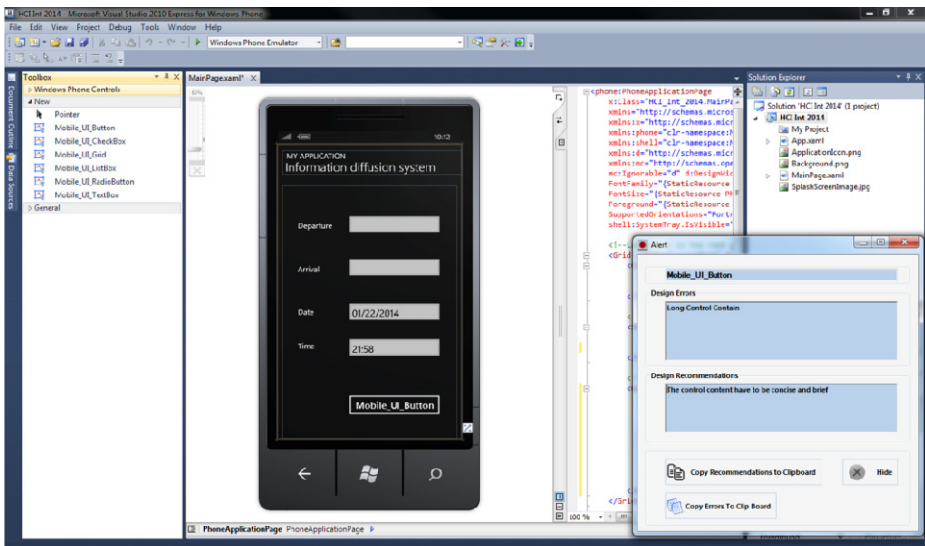 HCI Int 2014 - Microsoft Visual Studio 2010 Express for Windows Phone
File Edit View Project Debug Tools Window Help
Windows Phone Emulator
Toolbox
Windows Phone Controls
New
Pointer
Mobile_UI_Button
Mobile_UI_CheckBox
Mobile_UI_Grid
Mobile_UI_ListBox
Mobile_UI_RadioButton
Mobile_UI_TextBox
General
Document Outline
Data Sources
MainPage.xaml*
10:12
MY APPLICATION
Information diffusion system
Departure
Arrival
Date 01/22/2014
Time 21:58
Mobile_UI_Button
PhoneApplicationPage PhoneApplicationPage
<phone:PhoneApplicationPage
x:Class="HCI_Int_2014.MainPa
xmlns="http://schemas.micros
xmlns:x="http://schemas.micr
xmlns:phone="clr-namespace:M
xmlns:shell="clr-namespace:M
xmlns:d="http://schemas.micr
xmlns:mc="http://schemas.ope
mc:Ignorable="d" d:DesignWid
FontFamily="{StaticResource
FontSize="{StaticResource Ph
Foreground="{StaticResource
SupportedOrientations="Portr
shell:SystemTray.IsVisible="
<Grid
</Grid
100 %
Solution Explorer
Solution 'HCI Int 2014' (1 project)
HCI Int 2014
My Project
App.xaml
ApplicationIcon.png
Background.png
MainPage.xaml
SplashScreenImage.jpg
Alert
Mobile_UI_Button
Design Errors
Long Control Contain
Design Recommendations
The control content have to be concise and brief
Copy Recommendations to Clipboard
Hide
Copy Errors To Clip Board